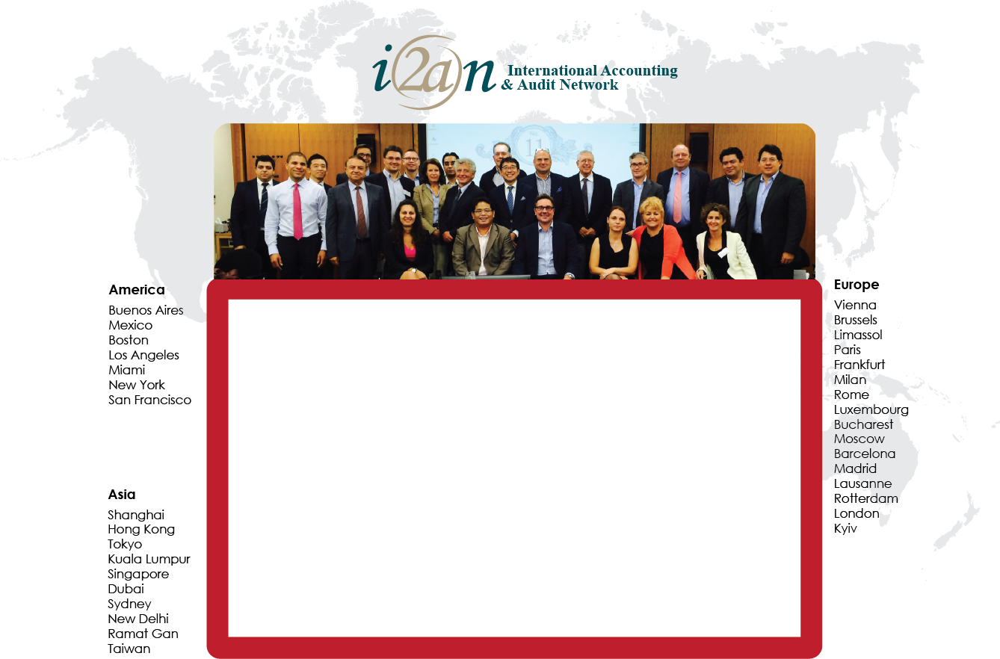 i2an
International Accounting
& Audit Network
11
America
Buenos Aires
Mexico
Boston
Los Angeles
Miami
New York
San Francisco
Asia
Shanghai
Hong Kong
Tokyo
Kuala Lumpur
Singapore
Dubai
Sydney
New Delhi
Ramat Gan
Taiwan
Europe
Vienna
Brussels
Limassol
Paris
Frankfurt
Milan
Rome
Luxembourg
Bucharest
Moscow
Barcelona
Madrid
Lausanne
Rotterdam
London
Kyiv